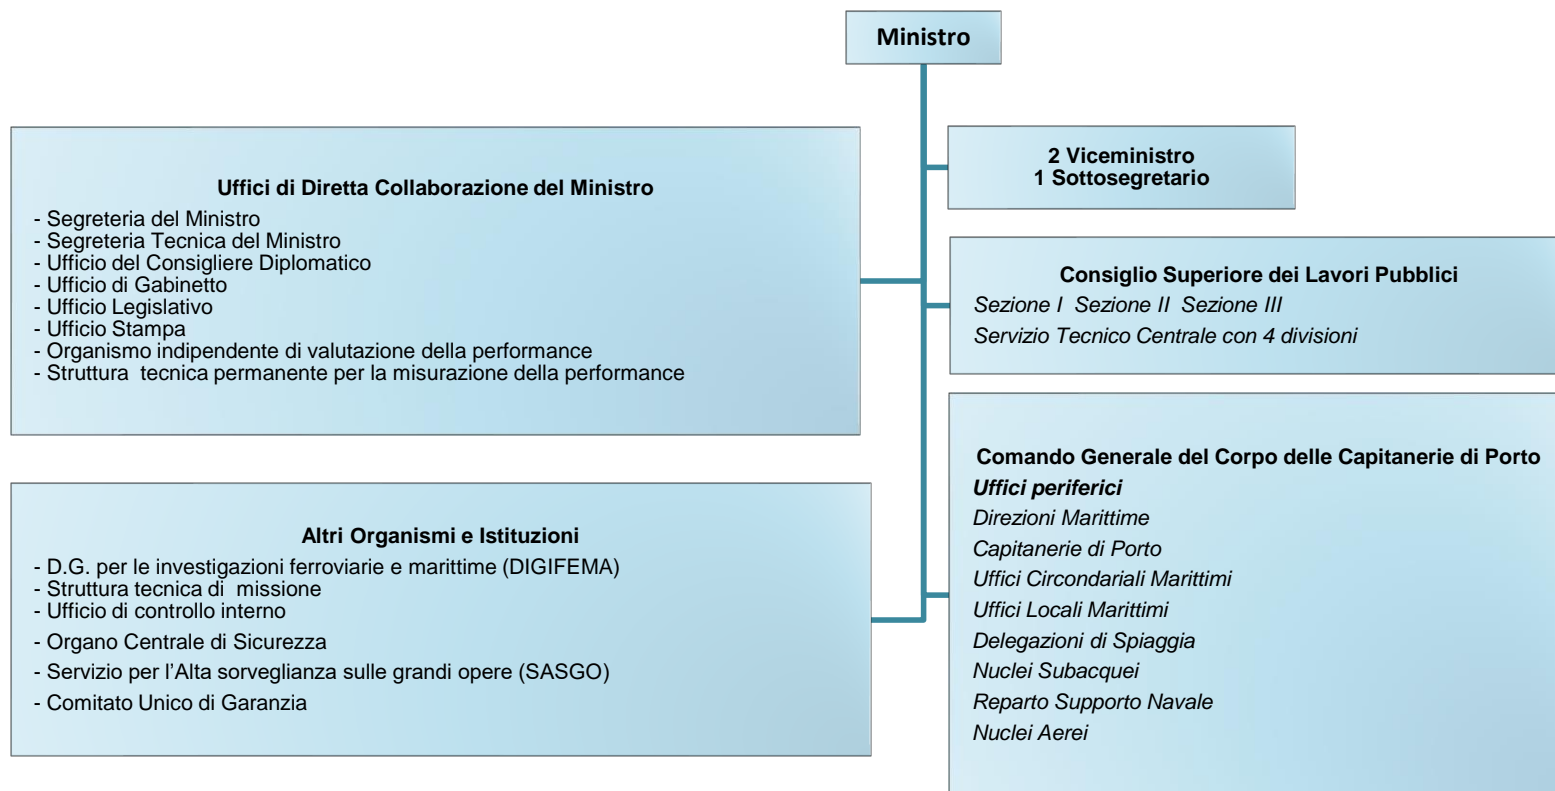 Ministro
Uffici di Diretta Collaborazione del Ministro
- Segreteria del Ministro
- Segreteria Tecnica del Ministro
- Ufficio del Consigliere Diplomatico
- Ufficio di Gabinetto
- Ufficio Legislativo
- Ufficio Stampa
- Organismo indipendente di valutazione della performance
- Struttura tecnica permanente per la misurazione della performance
2 Viceministro
1 Sottosegretario
Consiglio Superiore dei Lavori Pubblici
Sezione I Sezione II Sezione III
Servizio Tecnico Centrale con 4 divisioni
Altri Organismi e Istituzioni
- D.G. per le investigazioni ferroviarie e marittime (DIGIFEMA)
- Struttura tecnica di missione
- Ufficio di controllo interno
- Organo Centrale di Sicurezza
- Servizio per l'Alta sorveglianza sulle grandi opere (SASGO)
- Comitato Unico di Garanzia
Comando Generale del Corpo delle Capitanerie di Porto
Uffici periferici
Direzioni Marittime
Capitanerie di Porto
Uffici Circondariali Marittimi
Uffici Locali Marittimi
Delegazioni di Spiaggia
Nuclei Subacquei
Reparto Supporto Navale
Nuclei Aerei